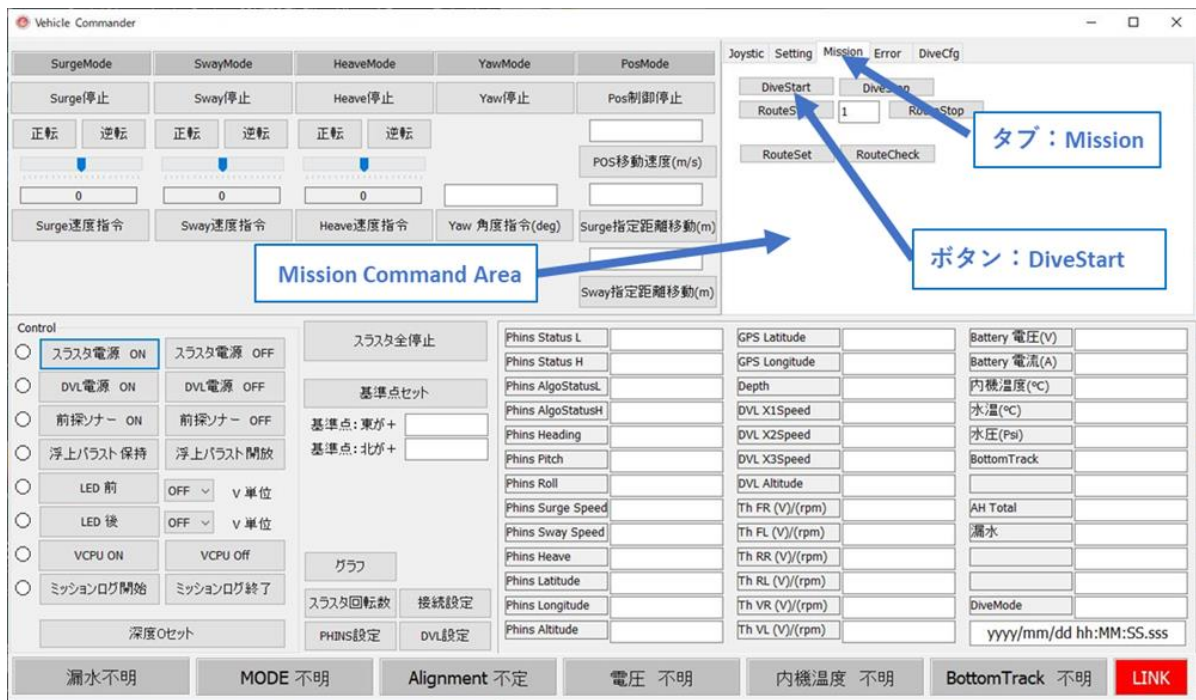 Vehicle Commander
SurgeMode SwayMode HeaveMode YawMode PosMode
Surge停止 Sway停止 Heave停止 Yaw停止 Pos制御停止
正転 逆転 正転 逆転 正転 逆転
POS移動速度(m/s)
0 0 0
Surge速度指令 Sway速度指令 Heave速度指令 Yaw 角度指令(deg) Surge指定距離移動(m)
Sway指定距離移動(m)
Joystic Setting Mission Error DiveCfg
DiveStart
1
RouteSet RouteCheck
タブ：Mission
ボタン：DiveStart
Mission Command Area
Control
スラスタ電源 ON スラスタ電源 OFF
DVL電源 ON DVL電源 OFF
前探ソナー ON 前探ソナー OFF
浮上バラスト保持 浮上バラスト開放
LED 前 OFF V 単位
LED 後 OFF V 単位
VCPU ON VCPU Off
ミッションログ開始 ミッションログ終了
深度0セット
スラスタ全停止
基準点セット
基準点:東が+
基準点:北が+
グラフ
スラスタ回転数 接続設定
PHINS設定 DVL設定
Phins Status L
Phins Status H
Phins AlgoStatusL
Phins AlgoStatusH
Phins Heading
Phins Pitch
Phins Roll
Phins Surge Speed
Phins Sway Speed
Phins Heave
Phins Latitude
Phins Longitude
Phins Altitude
GPS Latitude
GPS Longitude
Depth
DVL X1Speed
DVL X2Speed
DVL X3Speed
DVL Altitude
Th FR (V)/(rpm)
Th FL (V)/(rpm)
Th RR (V)/(rpm)
Th RL (V)/(rpm)
Th VR (V)/(rpm)
Th VL (V)/(rpm)
Battery 電圧(V)
Battery 電流(A)
内機温度(℃)
水温(℃)
水圧(Psi)
BottomTrack
AH Total
漏水
DiveMode
yyyy/mm/dd hh:MM:SS.sss
漏水不明 MODE 不明 Alignment 不定 電圧 不明 内機温度 不明 BottomTrack 不明 LINK